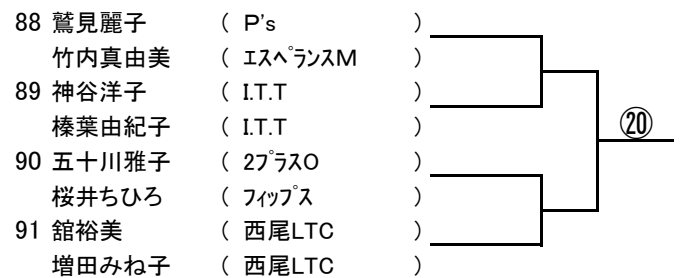 88 鷲見麗子 ( P's )
竹内真由美 ( エスペランスM )
89 神谷洋子 ( I.T.T )
榛葉由紀子 ( I.T.T )
⑳
90 五十川雅子 ( 2プラスO )
桜井ちひろ ( フィップス )
91 舘裕美 ( 西尾LTC )
増田みね子 ( 西尾LTC )